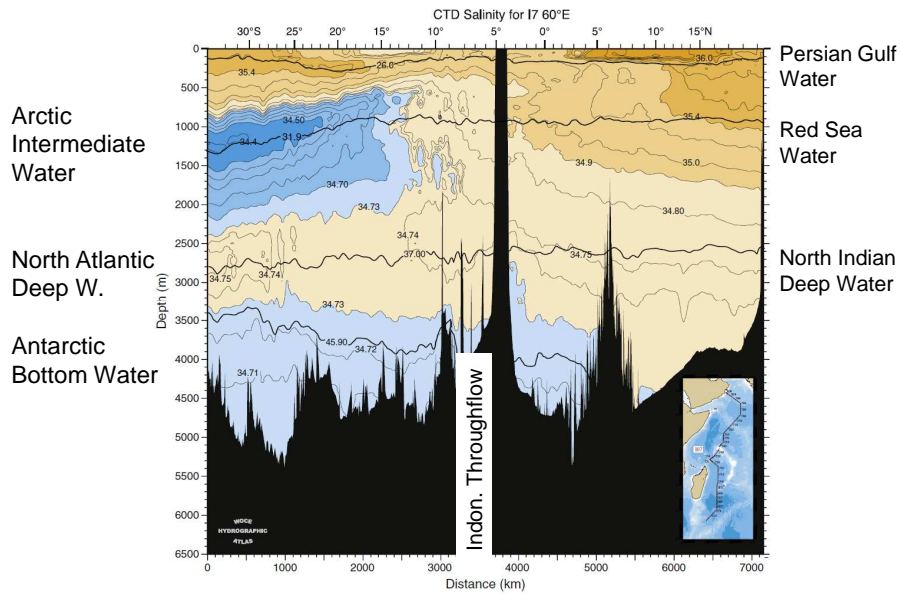 CTD Salinity for I7 60°E
30°S 25° 20° 15° 10° 5° 0° 5° 10° 15°N
Arctic
Intermediate
Water
North Atlantic
Deep W.
Antarctic
Bottom Water
Depth (m)
0
500
1000
1500
2000
2500
3000
3500
4000
4500
5000
5500
6000
6500
35.4
26.0
36.0
34.50
31.9
34.4
35.4
34.9
35.0
34.70
34.73
34.80
34.74
37.00
34.75
34.75
34.74
34.73
45.90
34.72
34.71
Persian Gulf
Water
Red Sea
Water
North Indian
Deep Water
Indon. Throughflow
WOCE
HYDROGRAPHIC
ATLAS
0 1000 2000 3000 5000 6000 7000
Distance (km)